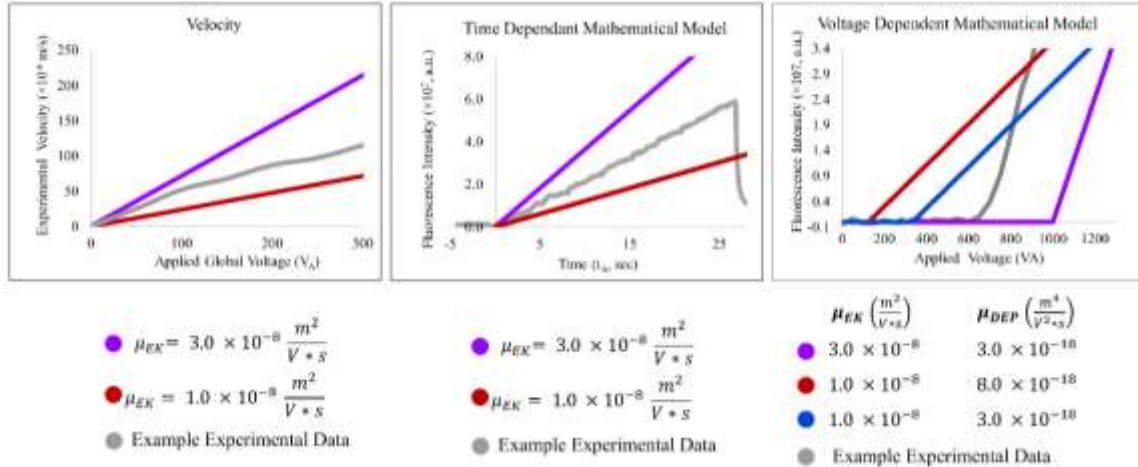 Velocity
Experimental Velocity (×10⁻⁶ m/s)
250
200
150
100
50
0
0 100 200 300
Applied Global Voltage (V_A)
Time Dependant Mathematical Model
Fluorescence Intensity (×10⁷, a.u.)
8.0
6.0
4.0
2.0
0.0
-5 5 15 25
Time (t_A, sec)
Voltage Dependent Mathematical Model
Fluorescence Intensity (×107, a.u.)
3.4
2.9
2.4
1.9
1.4
0.9
0.4
-0.1
0 200 400 600 800 1000 1200
Applied Voltage (VA)
μ_EK = 3.0 × 10⁻⁸ m²/V * s
μ_EK = 1.0 × 10⁻⁸ m²/V * s
Example Experimental Data
μ_EK = 3.0 × 10⁻⁸ m²/V * s
μ_EK = 1.0 × 10⁻⁸ m²/V * s
Example Experimental Data
μ_EK (m²/V*s) μ_DEP (m⁴/V²*s)
3.0 × 10⁻⁸ 3.0 × 10⁻¹⁸
1.0 × 10⁻⁸ 8.0 × 10⁻¹⁸
1.0 × 10⁻⁸ 3.0 × 10⁻¹⁸
Example Experimental Data